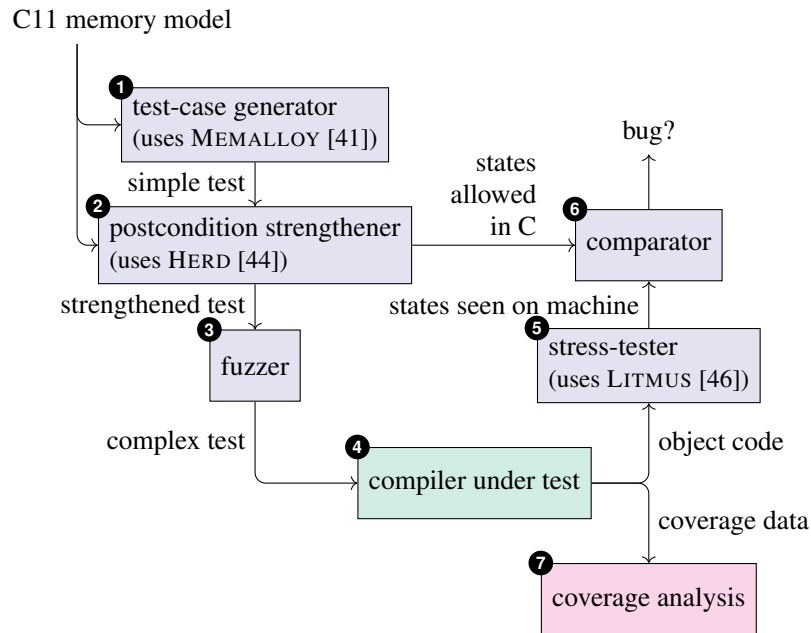 C11 memory model
1
test-case generator
(uses MEMALLOY [41])
simple test
2
postcondition strengthener
(uses HERD [44])
states
allowed
in C
bug?
6
comparator
strengthened test
states seen on machine
3
fuzzer
5
stress-tester
(uses LITMUS [46])
complex test
4
compiler under test
object code
coverage data
7
coverage analysis